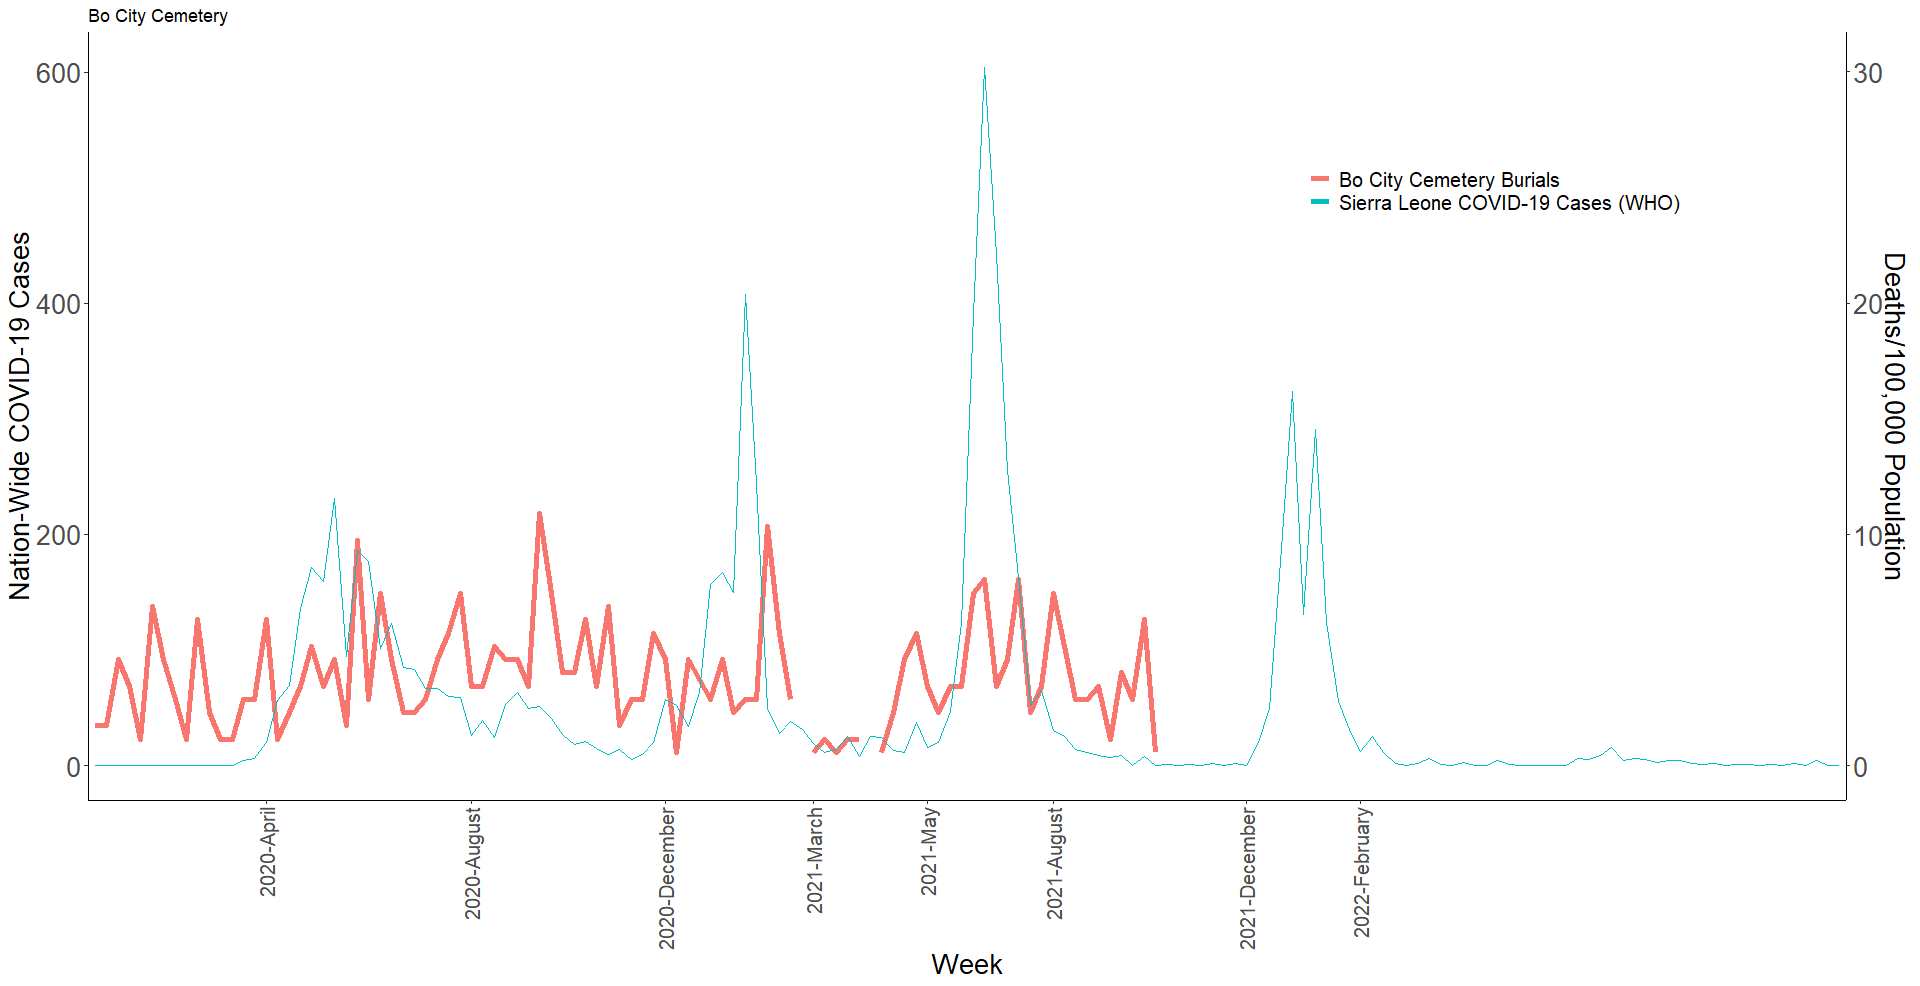 Bo City Cemetery
600
400
200
0
30
20
10
0
Nation-Wide COVID-19 Cases
Deaths/100,000 Population
Bo City Cemetery Burials
Sierra Leone COVID-19 Cases (WHO)
2020-April
2020-August
2020-December
2021-March
2021-May
2021-August
2021-December
2022-February
Week